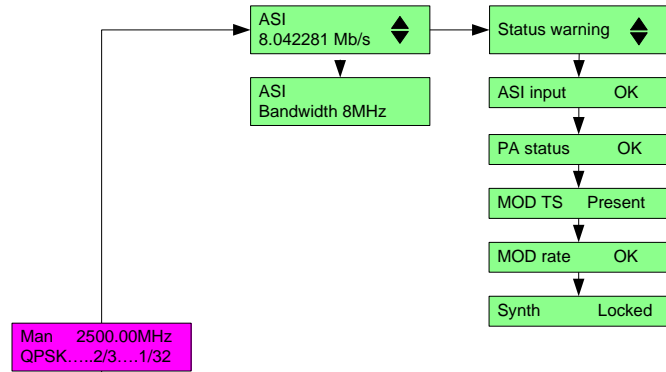 ASI
8.042281 Mb/s
Status warning
ASI
Bandwidth 8MHz
ASI input OK
PA status OK
MOD TS Present
MOD rate OK
Synth Locked
Man 2500.00MHz
QPSK.....2/3....1/32